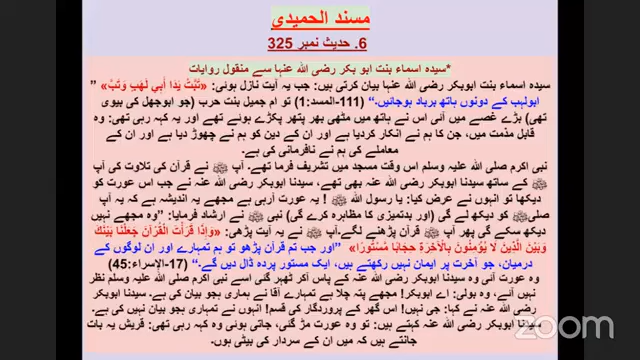 مسند الحمیدی
6. حدیث نمبر 325
*سیدہ اسماء بنت ابو بکر رضی اللہ عنہا سے منقول روایات
سیدہ اسماء بنت ابوبکر رضی اللہ عنہا بیان کرتی ہیں: جب یہ آیت نازل ہوئی: «تَبَّتْ يَدَا أَبِي لَهَبٍ وَتَبَّ» ”
ابولہب کے دونوں ہاتھ برباد ہوجائیں۔“ (111-المسد:1) تو ام جمیل بنت حرب (جو ابوجھل کی بیوی
تھی) بڑے غصے میں آئی اس نے ہاتھ میں مٹھی بھر پتھر پکڑے ہوئے تھے اور یہ کہہ رہی تھی: وہ
قابل مذمت ہیں، جن کا ہم نے انکار کردیا ہے اور ان کے دین کو ہم نے چھوڑ دیا ہے اور ان کے
معاملے کی ہم نے نافرمانی کی ہے۔
نبی اکرم صلی اللہ علیہ وسلم اس وقت مسجد میں تشریف فرما تھے۔ آپ ﷺ نے قرآن کی تلاوت کی آپ
ﷺ کے ساتھ سیدنا ابوبکر رضی اللہ عنہ بھی تھے، سیدنا ابوبکر رضی اللہ عنہ نے جب اس عورت کو
دیکھا تو انہوں نے عرض کیا: یا رسول اللہ ﷺ ! یہ عورت آرہی ہے مجھے یہ اندیشہ ہے کہ یہ آپ
صلیﷺ کو دیکھ لے گی (اور بدتمیزی کا مظاہرہ کرے گی) نبی ﷺ نے ارشاد فرمایا: ”وہ مجھے نہیں
دیکھ سکے گی پھر آپ ﷺ قرآن پڑھنے لگے۔آپ ﷺ نے یہ آیت پڑھی: «وَإِذَا قَرَأْتَ الْقُرْآنَ جَعَلْنَا بَيْنَكَ
وَبَيْنَ الَّذِينَ لَا يُؤْمِنُونَ بِالْآخِرَةِ حِجَابًا مَسْتُورًا» ”اور جب تم قرآن پڑھو تو ہم تمہارے اور ان لوگوں کے
درمیان، جو آخرت پر ایمان نہیں رکھتے ہیں، ایک مستور پردہ ڈال دیں گے۔“ (17-الإسراء:45)
وہ عورت آئی وہ سیدنا ابوبکر رضی اللہ عنہ کے پاس آکر ٹھہر گئی اسے نبی اکرم صلی اللہ علیہ وسلم نظر
نہیں آئے، وہ بولی: اے ابوبکر! مجھے پتہ چلا ہے تمہارے آقا نے ہماری ہجو بیان کی ہے۔ سیدنا ابوبکر
رضی اللہ عنہ نے کہا: جی نہیں! اس گھر کے پروردگار کی قسم! انہوں نے تمہاری ہجو بیان نہیں کی ہے۔
سیدنا ابوبکر رضی اللہ عنہ کہتے ہیں: تو وہ عورت مڑ گئی، جاتی ہوئی وہ کہہ رہی تھی: قریش یہ بات
جانتے ہیں کہ میں ان کے سردار کی بیٹی ہوں۔
zoom